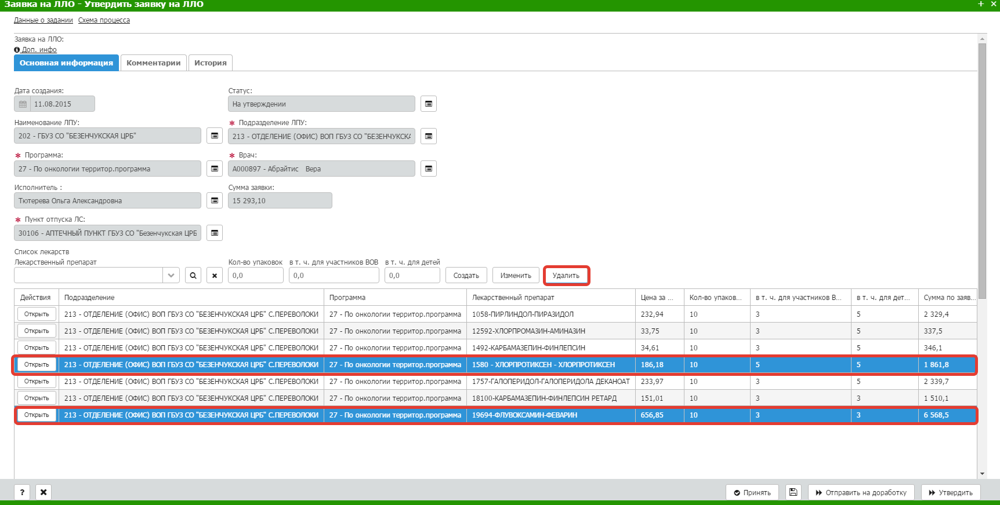 Заявка на ЛЛО - Утвердить заявку на ЛЛО
Данные о задании Схема процесса
Заявка на ЛЛО:
Доп. инфо
Основная информация Комментарии История
Дата создания: Статус:
11.08.2015 На утверждении
Наименование ЛПУ: * Подразделение ЛПУ:
202 - ГБУЗ СО "БЕЗЕНЧУКСКАЯ ЦРБ" 213 - ОТДЕЛЕНИЕ (ОФИС) ВОП ГБУЗ СО "БЕЗЕНЧУКСКА
* Программа: * Врач:
27 - По онкологии территор.программа А000897 - Абрайтис Вера
Исполнитель : Сумма заявки:
Тютерева Ольга Александровна 15 293,10
* Пункт отпуска ЛС:
30106 - АПТЕЧНЫЙ ПУНКТ ГБУЗ СО "Безенчукская ЦРБ
Список лекарств
Лекарственный препарат Кол-во упаковок в т. ч. для участников ВОВ в т. ч. для детей
0,0 0,0 0,0 Создать Изменить Удалить
Действия Подразделение Программа Лекарственный препарат Цена за ... Кол-во упаков... в т. ч. для участников В... в т. ч. для дет... Сумма по заяв...
Открыть 213 - ОТДЕЛЕНИЕ (ОФИС) ВОП ГБУЗ СО "БЕЗЕНЧУКСКАЯ ЦРБ" С.ПЕРЕВОЛОКИ 27 - По онкологии территор.программа 1058-ПИРЛИНДОЛ-ПИРАЗИДОЛ 232,94 10 3 5 2 329,4
Открыть 213 - ОТДЕЛЕНИЕ (ОФИС) ВОП ГБУЗ СО "БЕЗЕНЧУКСКАЯ ЦРБ" С.ПЕРЕВОЛОКИ 27 - По онкологии территор.программа 12592-ХЛОРПРОМАЗИН-АМИНАЗИН 33,75 10 3 5 337,5
Открыть 213 - ОТДЕЛЕНИЕ (ОФИС) ВОП ГБУЗ СО "БЕЗЕНЧУКСКАЯ ЦРБ" С.ПЕРЕВОЛОКИ 27 - По онкологии территор.программа 1492-КАРБАМАЗЕПИН-ФИНЛЕПСИН 34,61 10 3 5 346,1
Открыть 213 - ОТДЕЛЕНИЕ (ОФИС) ВОП ГБУЗ СО "БЕЗЕНЧУКСКАЯ ЦРБ" С.ПЕРЕВОЛОКИ 27 - По онкологии территор.программа 1580 - ХЛОРПРОТИКСЕН - ХЛОРПРОТИКСЕН 186,18 10 5 5 1 861,8
Открыть 213 - ОТДЕЛЕНИЕ (ОФИС) ВОП ГБУЗ СО "БЕЗЕНЧУКСКАЯ ЦРБ" С.ПЕРЕВОЛОКИ 27 - По онкологии территор.программа 1757-ГАЛОПЕРИДОЛ-ГАЛОПЕРИДОЛА ДЕКАНОАТ 233,97 10 3 5 2 339,7
Открыть 213 - ОТДЕЛЕНИЕ (ОФИС) ВОП ГБУЗ СО "БЕЗЕНЧУКСКАЯ ЦРБ" С.ПЕРЕВОЛОКИ 27 - По онкологии территор.программа 18100-КАРБАМАЗЕПИН-ФИНЛЕПСИН РЕТАРД 151,01 10 3 3 1 510,1
Открыть 213 - ОТДЕЛЕНИЕ (ОФИС) ВОП ГБУЗ СО "БЕЗЕНЧУКСКАЯ ЦРБ" С.ПЕРЕВОЛОКИ 27 - По онкологии территор.программа 19694-ФЛУВОКСАМИН-ФЕВАРИН 656,85 10 3 3 6 568,5
? Принять Отправить на доработку Утвердить